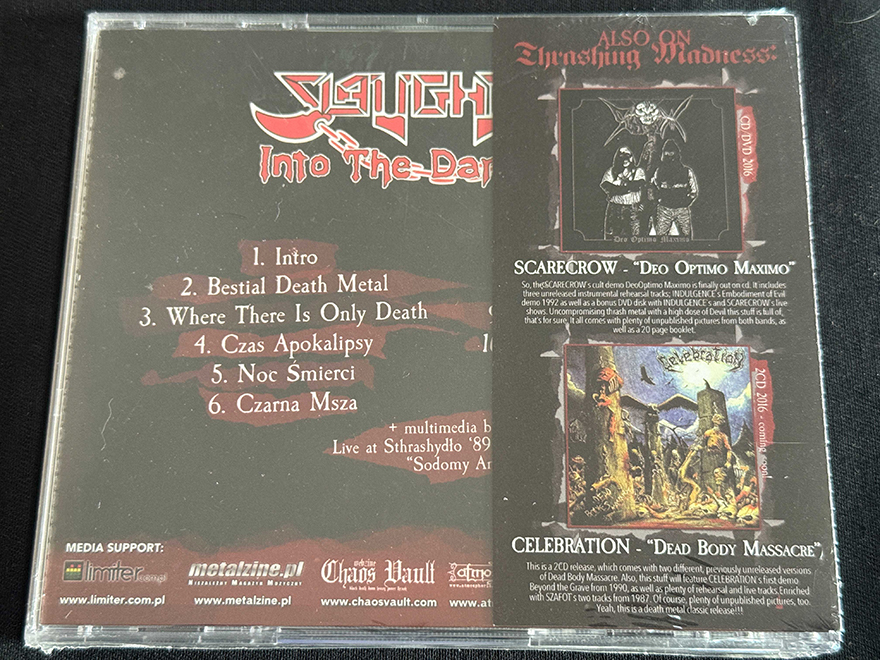 SLAUGHT
Into The Dar
1. Intro
2. Bestial Death Metal
3. Where There Is Only Death
4. Czas Apokalipsy
5. Noc Śmierci
6. Czarna Msza
+ multimedia b
Live at Sthrashydło '89
"Sodomy An
MEDIA SUPPORT:
limiter.com.pl
www.limiter.com.pl
metalzine.pl
NIEZALEŻNY MAGAZYN MUZYCZNY
www.metalzine.com
webzine
Chaos Vault
www.chaosvault.com
www.at
ALSO ON
Thrashing Madness:
CD/DVD 2016
Deo Optimo Maximo
SCARECROW - "DEO OPTIMO MAXIMO"
So, the SCARECROW's cult demo DeoOptimo Maximo is finally out on cd. It includes
three unreleased instrumental rehearsal tracks; INDULGENCE's Embodiment of Evil
demo 1992 as well as a bonus DVD disk with INDULGENCE's and SCARECROW's live
shows. Uncompromising thrash metal with a high dose of Devil this stuff is full of,
that's for sure. It all comes with plenty of unpublished pictures from both bands, as
well as a 20 page booklet.
Celebration
2CD 2016 - coming soon!
CELEBRATION - "DEAD BODY MASSACRE"
This is a 2CD release, which comes with two different, previously unreleased versions
of Dead Body Massacre. Also, this stuff will feature CELEBRATION's first demo
Beyond the Grave from 1990, as well as plenty of rehearsal and live tracks. Enriched
with SZAFOT's two tracks from 1987. Of course, plenty of unpublished pictures, too.
Yeah, this is a death metal classic release!!!